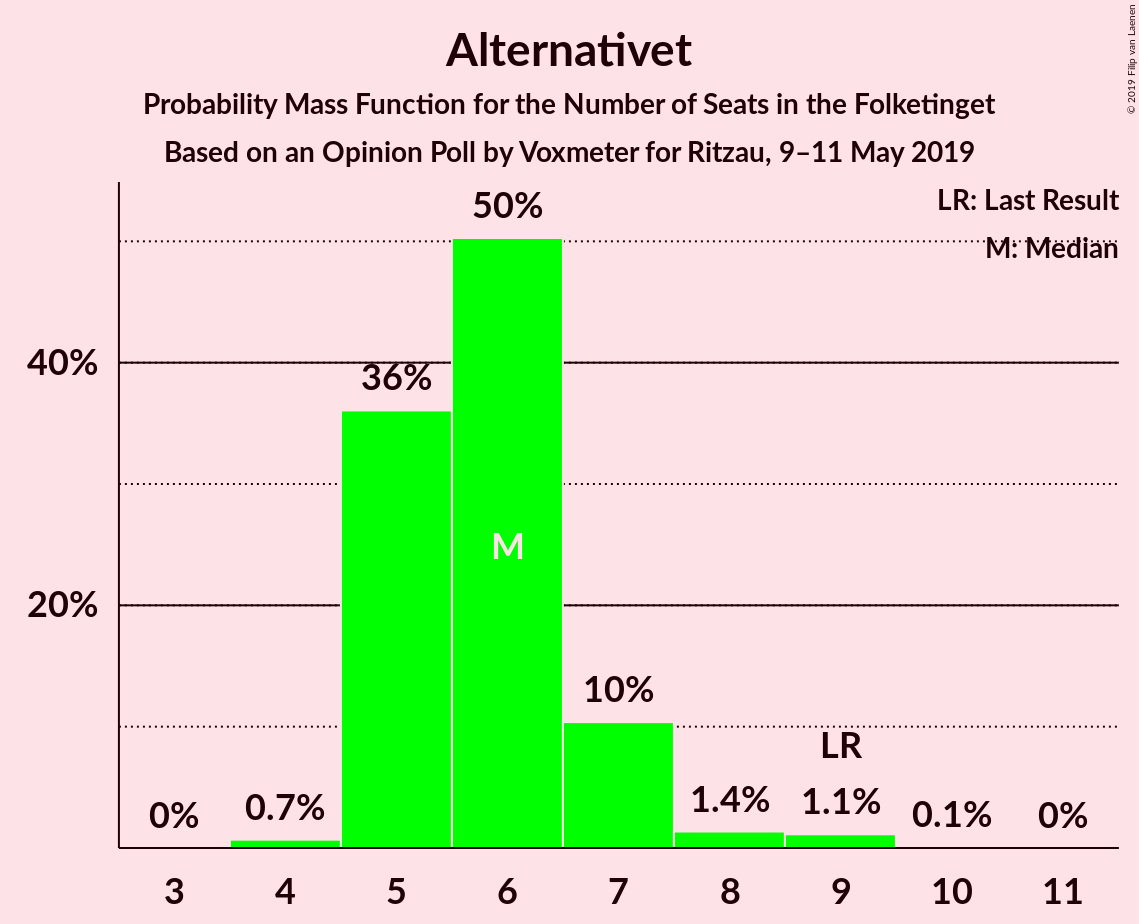 Alternativet
Probability Mass Function for the Number of Seats in the Folketinget
Based on an Opinion Poll by Voxmeter for Ritzau, 9–11 May 2019
© 2019 Filip van Laenen
LR: Last Result
M: Median
50%
40%
36%
M
20%
10%
LR
0%
0.7%
1.4%
1.1%
0.1%
0%
3 4 5 6 7 8 9 10 11